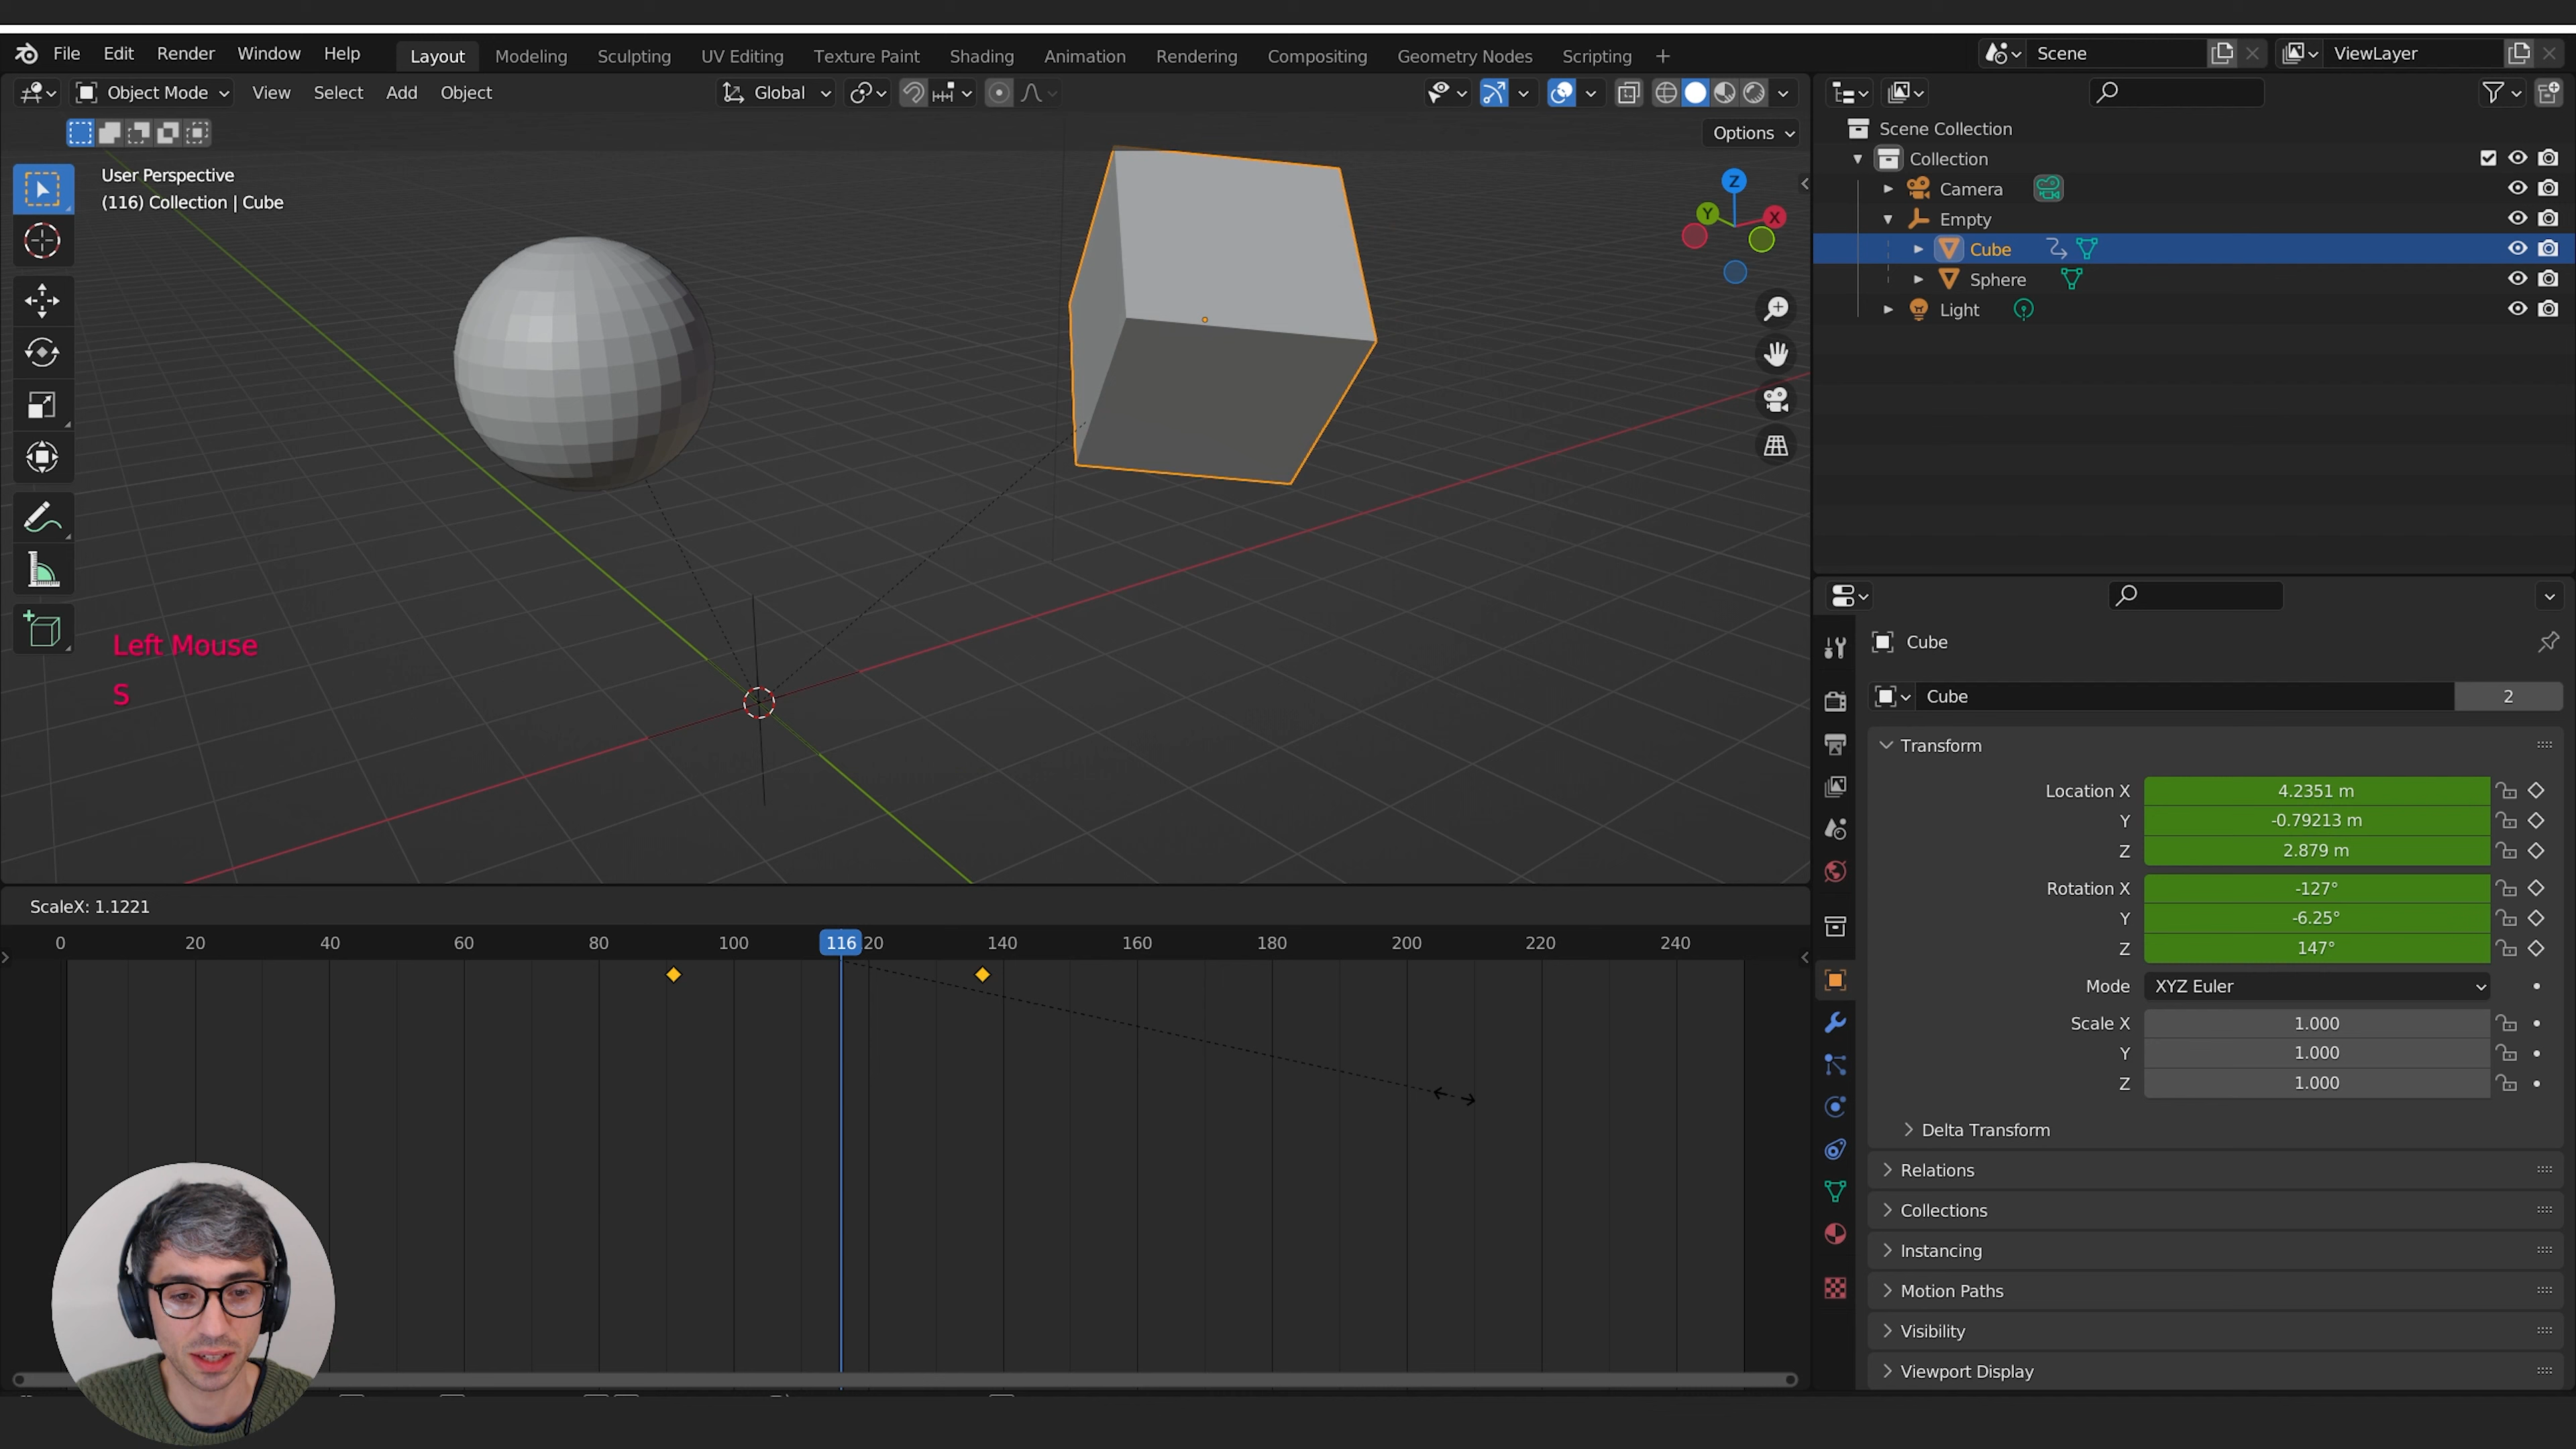 File Edit Render Window Help Layout Modeling Sculpting UV Editing Texture Paint Shading Animation Rendering Compositing Geometry Nodes Scripting + Scene ViewLayer
Object Mode View Select Add Object Global
Options
User Perspective
(116) Collection | Cube
Z
Y
X
Left Mouse
S
Scene Collection
Collection
Camera
Empty
Cube
Sphere
Light
Cube
Cube 2
Transform
Location X 4.2351 m
Y -0.79213 m
Z 2.879 m
Rotation X -127°
Y -6.25°
Z 147°
Mode XYZ Euler
Scale X 1.000
Y 1.000
Z 1.000
Delta Transform
Relations
Collections
Instancing
Motion Paths
Visibility
Viewport Display
ScaleX: 1.1221
0 20 40 60 80 100 116 20 140 160 180 200 220 240